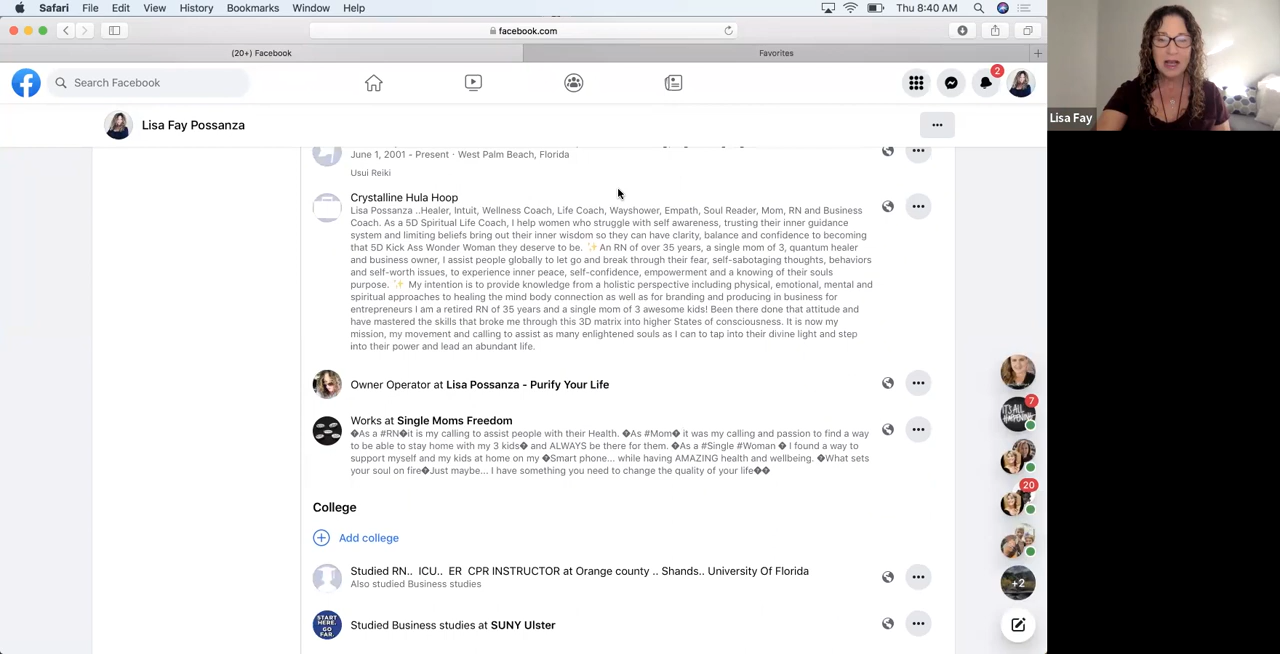 Safari File Edit View History Bookmarks Window Help Thu 8:40 AM
facebook.com
(20+) Facebook Favorites
Search Facebook
2
Lisa Fay
Lisa Fay Possanza
June 1, 2001 - Present · West Palm Beach, Florida
Usui Reiki
Crystalline Hula Hoop
Lisa Possanza ..Healer, Intuit, Wellness Coach, Life Coach, Wayshower, Empath, Soul Reader, Mom, RN and Business
Coach. As a 5D Spiritual Life Coach, I help women who struggle with self awareness, trusting their inner guidance
system and limiting beliefs bring out their inner wisdom so they can have clarity, balance and confidence to becoming
that 5D Kick Ass Wonder Woman they deserve to be. ✨An RN of over 35 years, a single mom of 3, quantum healer
and business owner, I assist people globally to let go and break through their fear, self-sabotaging thoughts, behaviors
and self-worth issues, to experience inner peace, self-confidence, empowerment and a knowing of their souls
purpose. ✨ My intention is to provide knowledge from a holistic perspective including physical, emotional, mental and
spiritual approaches to healing the mind body connection as well as for branding and producing in business for
entrepreneurs I am a retired RN of 35 years and a single mom of 3 awesome kids! Been there done that attitude and
have mastered the skills that broke me through this 3D matrix into higher States of consciousness. It is now my
mission, my movement and calling to assist as many enlightened souls as I can to tap into their divine light and step
into their power and lead an abundant life.
Owner Operator at Lisa Possanza - Purify Your Life
Works at Single Moms Freedom
�As a #RN�it is my calling to assist people with their Health. �As #Mom� it was my calling and passion to find a way
to be able to stay home with my 3 kids� and ALWAYS be there for them. �As a #Single #Woman � I found a way to
support myself and my kids at home on my �Smart phone... while having AMAZING health and wellbeing. �What sets
your soul on fire�Just maybe... I have something you need to change the quality of your life��
IT'S ALL
HAPPENING
7
20
+2
College
Add college
Studied RN.. ICU.. ER CPR INSTRUCTOR at Orange county .. Shands.. University Of Florida
Also studied Business studies
START
HERE.
GO
FAR.
Studied Business studies at SUNY Ulster